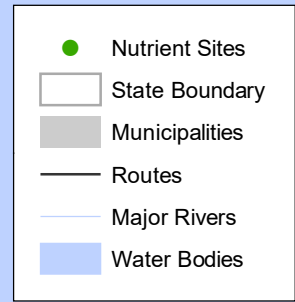 Nutrient Sites
State Boundary
Municipalities
Routes
Major Rivers
Water Bodies